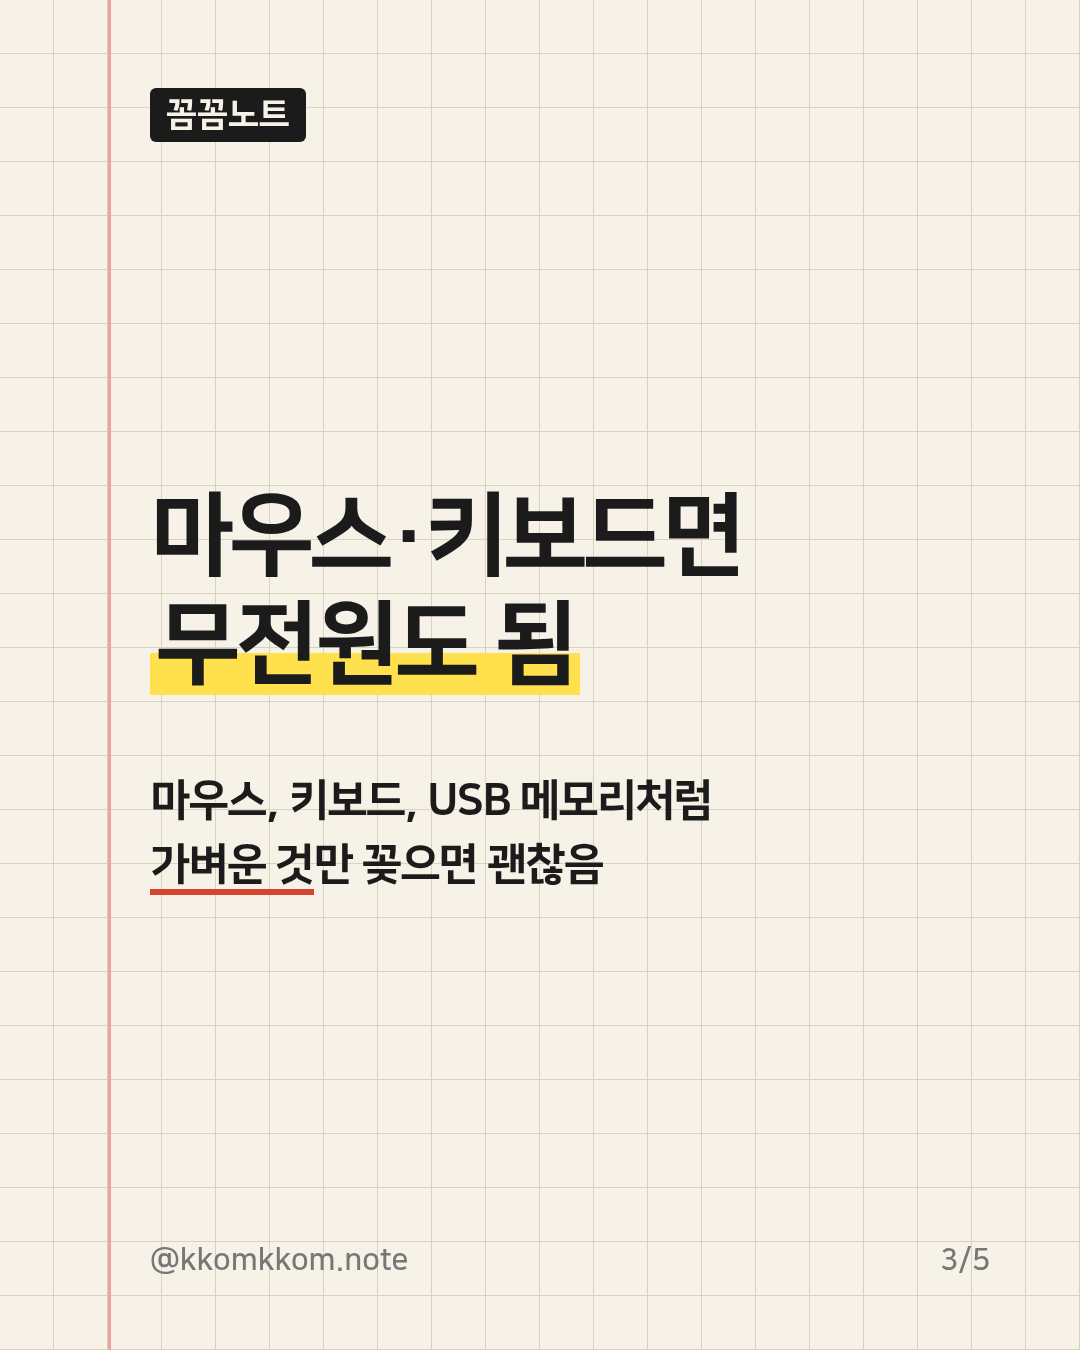 꼼꼼노트
마우스·키보드면
무전원도 됨
마우스, 키보드, USB 메모리처럼
가벼운 것만 꽂으면 괜찮음
@kkomkkom.note
3/5